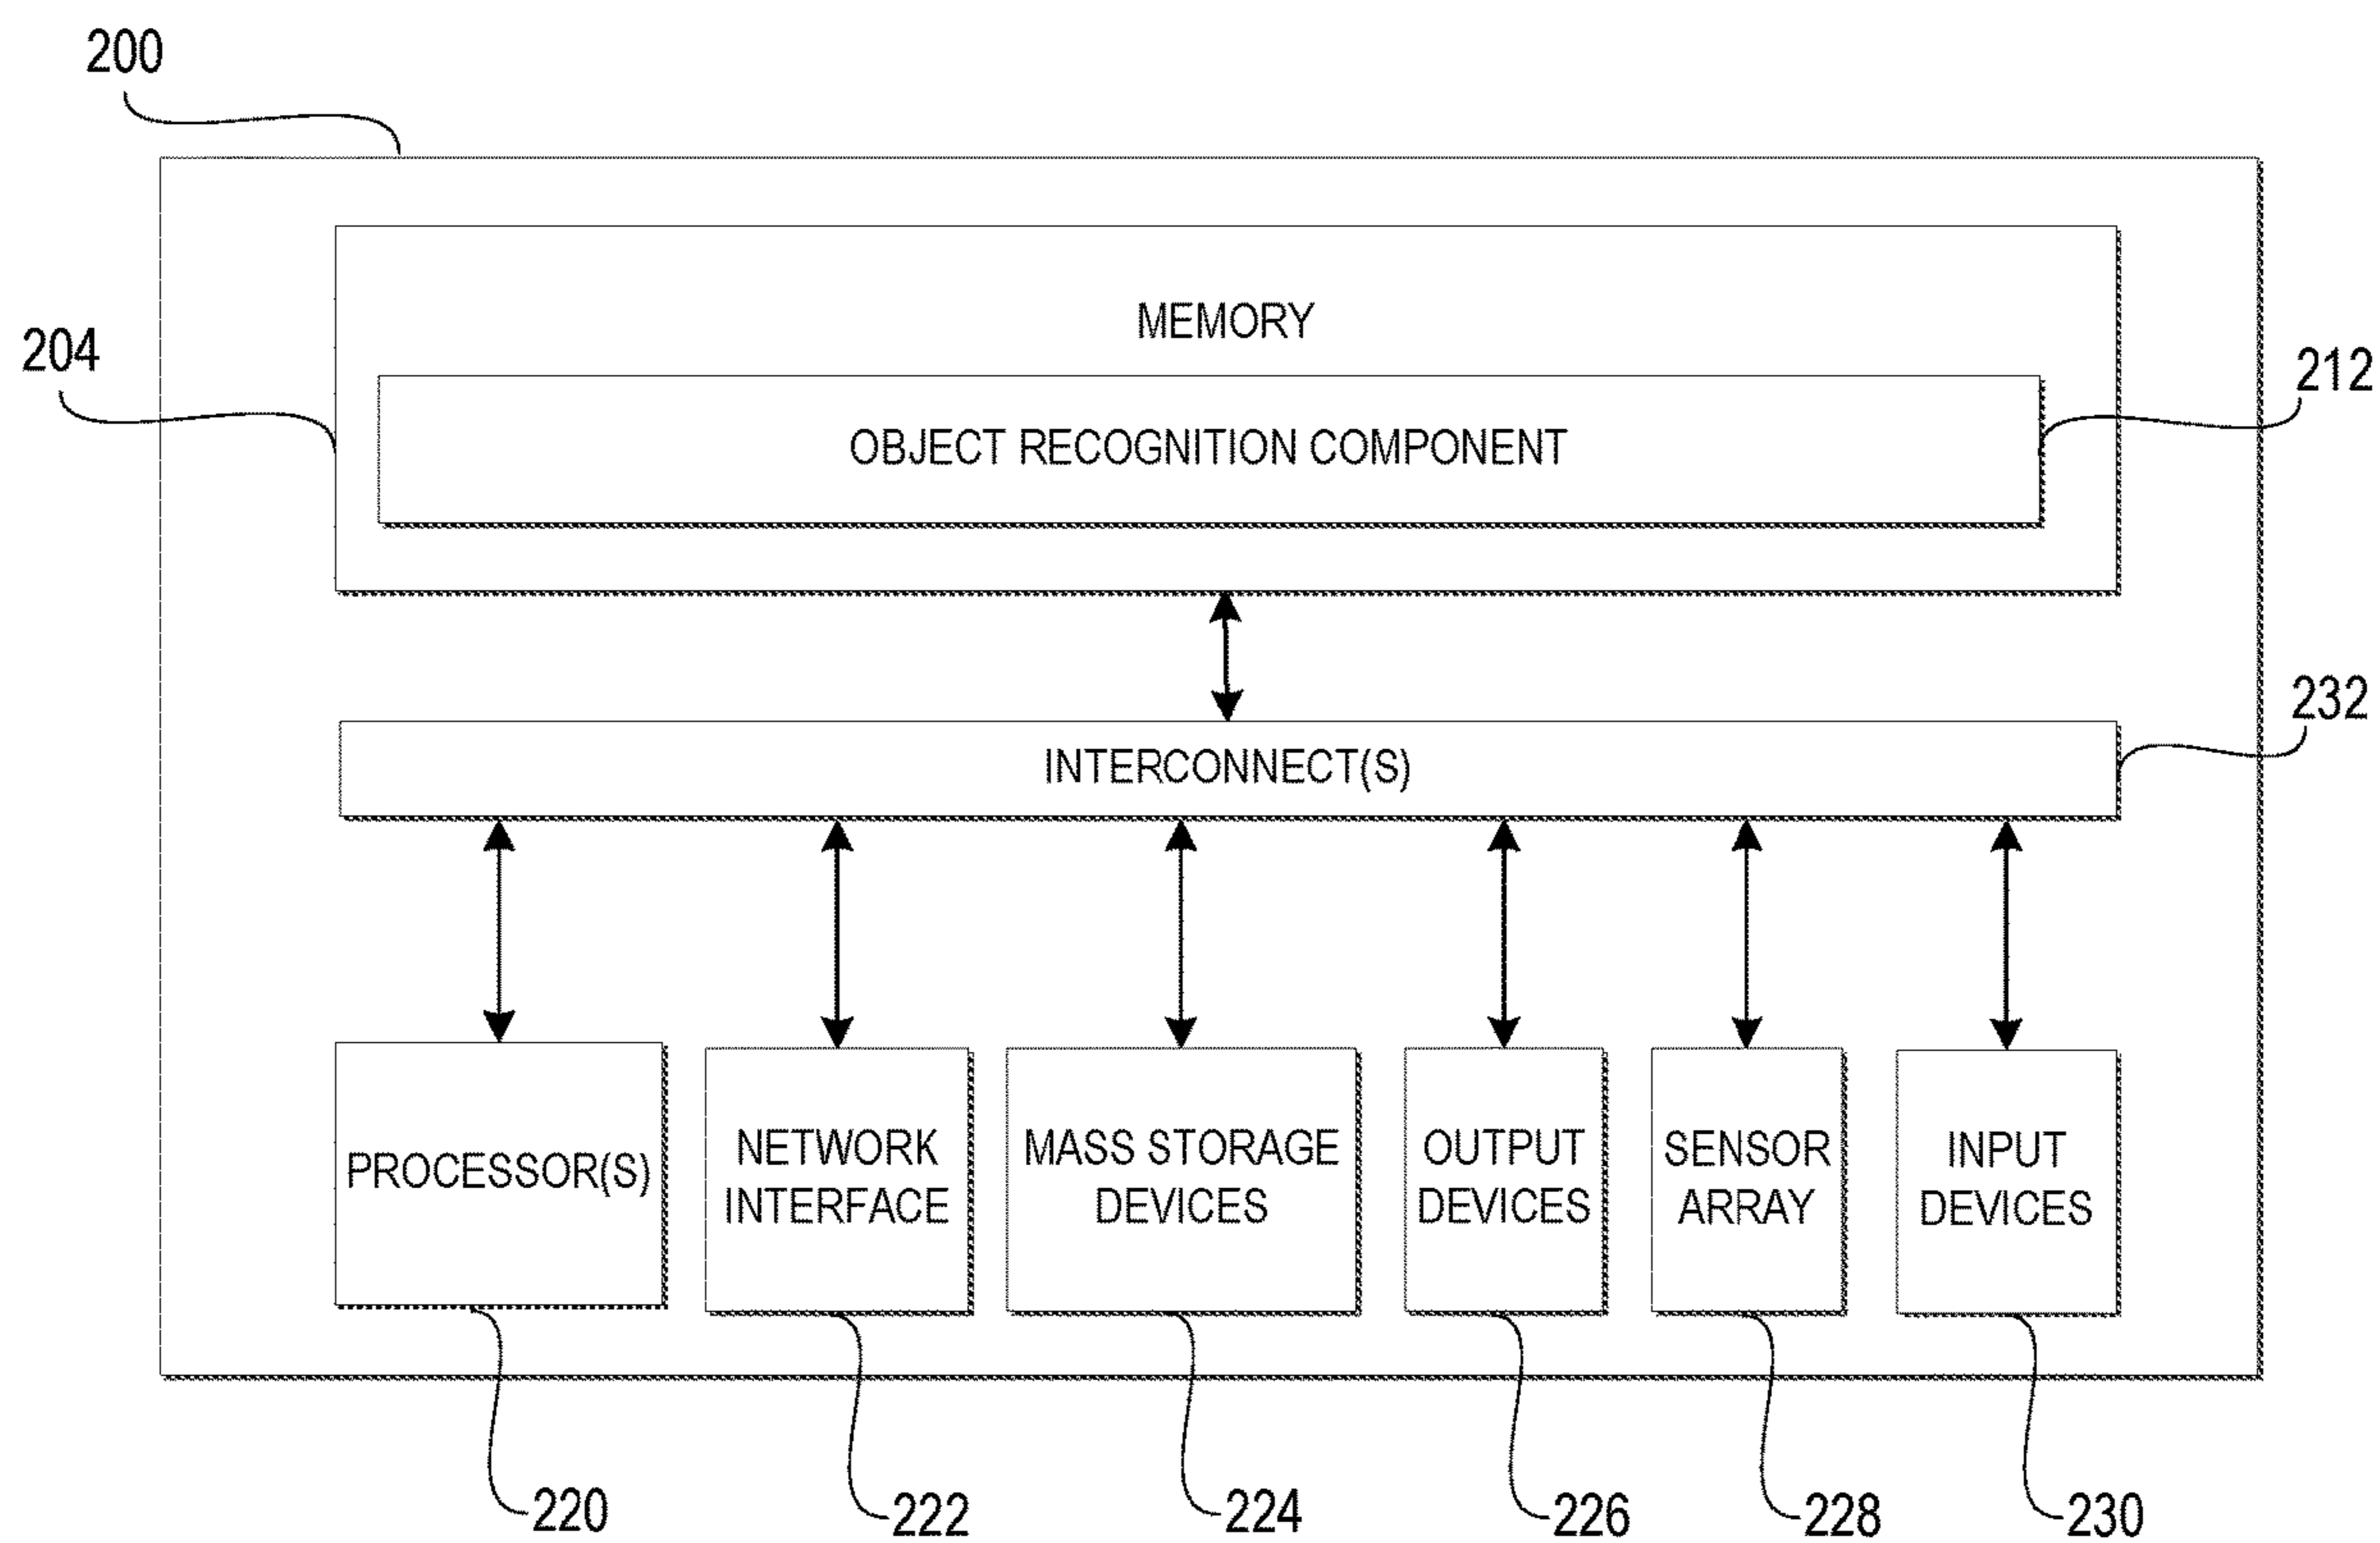 200
MEMORY
204
212
OBJECT RECOGNITION COMPONENT
232
INTERCONNECT(S)
PROCESSOR(S)
NETWORK
INTERFACE
MASS STORAGE
DEVICES
OUTPUT
DEVICES
SENSOR
ARRAY
INPUT
DEVICES
220
222
224
226
228
230